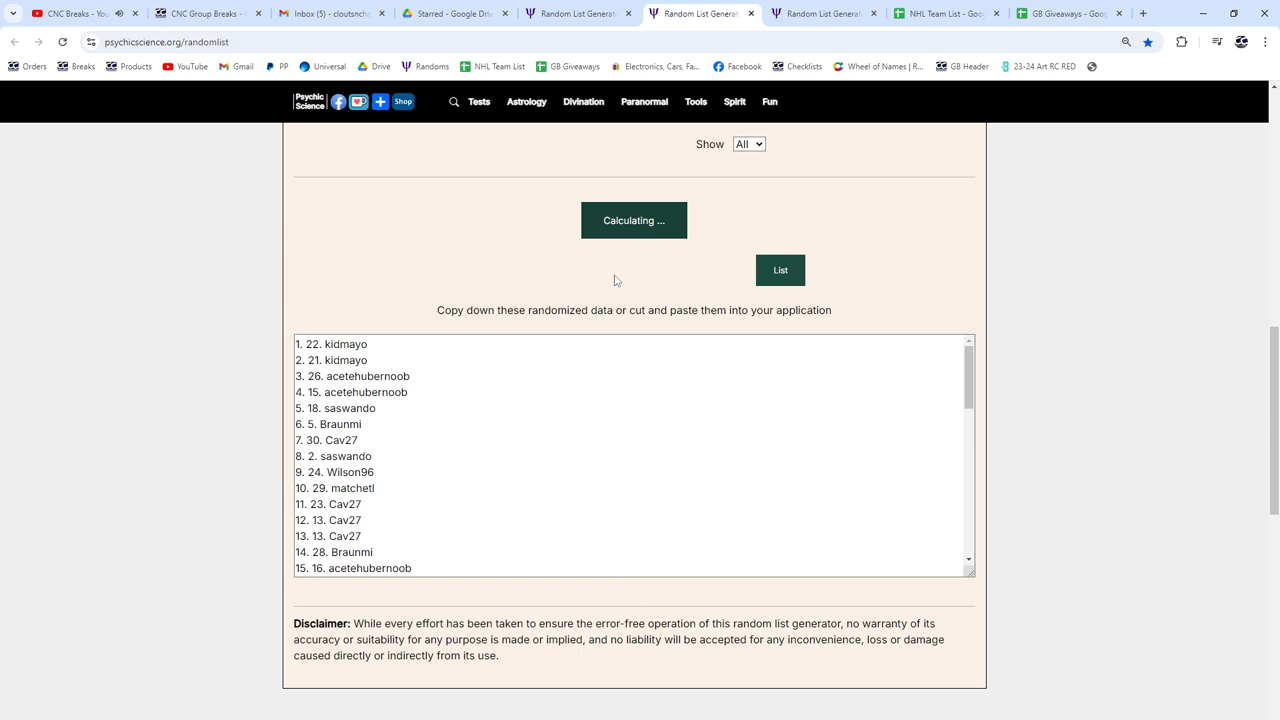 CNC Breaks - You
CNC Group Breaks -
Inbox (5) - cloutsnch
Starred - Google Driv
Random List Generat
Random List Generat
Random List Generat
NHL Team List - Goo
GB Giveaways - Goog
psychicscience.org/randomlist
Orders
Breaks
Products
YouTube
Gmail
PP
Universal
Drive
Randoms
NHL Team List
GB Giveaways
Electronics, Cars, Fa...
Facebook
Checklists
Wheel of Names | R...
GB Header
23-24 Art RC RED
Psychic
Science
Shop
Tests
Astrology
Divination
Paranormal
Tools
Spirit
Fun
Show All
Calculating ...
List
Copy down these randomized data or cut and paste them into your application
1. 22. kidmayo
2. 21. kidmayo
3. 26. acetehubernoob
4. 15. acetehubernoob
5. 18. saswando
6. 5. Braunmi
7. 30. Cav27
8. 2. saswando
9. 24. Wilson96
10. 29. matchetl
11. 23. Cav27
12. 13. Cav27
13. 13. Cav27
14. 28. Braunmi
15. 16. acetehubernoob
Disclaimer: While every effort has been taken to ensure the error-free operation of this random list generator, no warranty of its
accuracy or suitability for any purpose is made or implied, and no liability will be accepted for any inconvenience, loss or damage
caused directly or indirectly from its use.